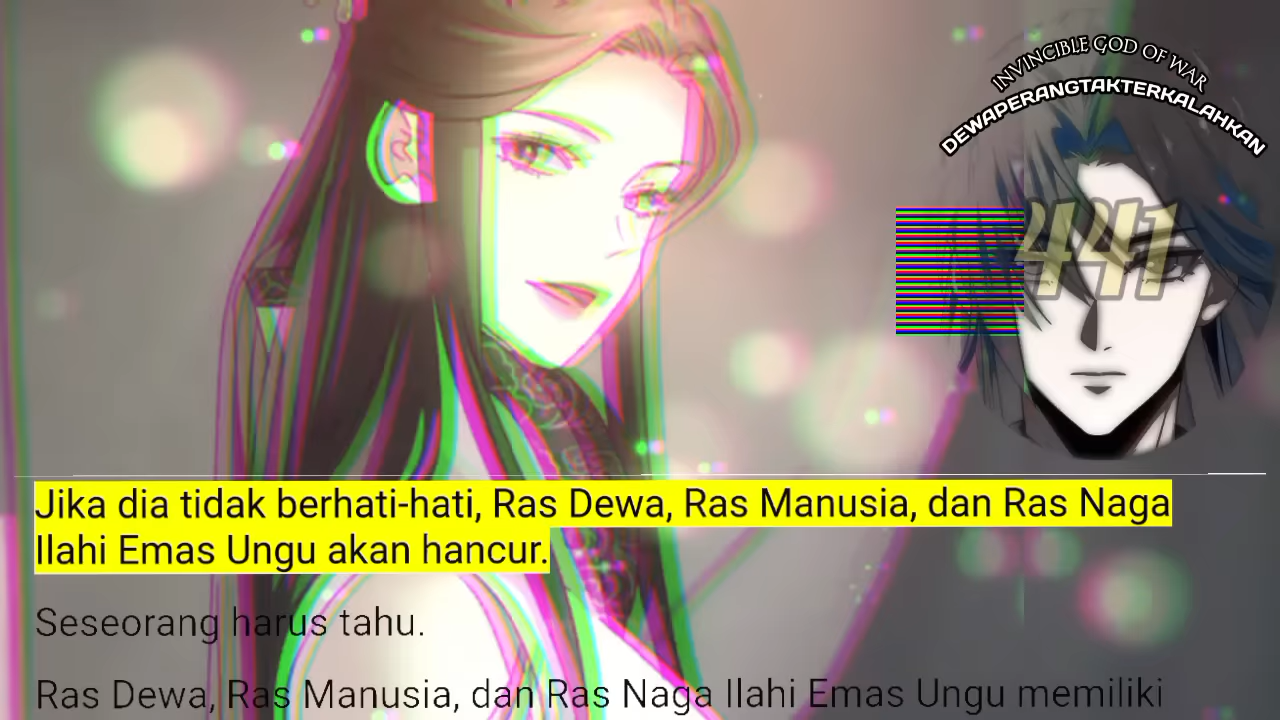 INVINCIBLE GOD OF WAR
DEWAPERANGTAKTERKALAHKAN
441
Jika dia tidak berhati-hati, Ras Dewa, Ras Manusia, dan Ras Naga
Ilahi Emas Ungu akan hancur.
Seseorang harus tahu.
Ras Dewa, Ras Manusia, dan Ras Naga Ilahi Emas Ungu memiliki